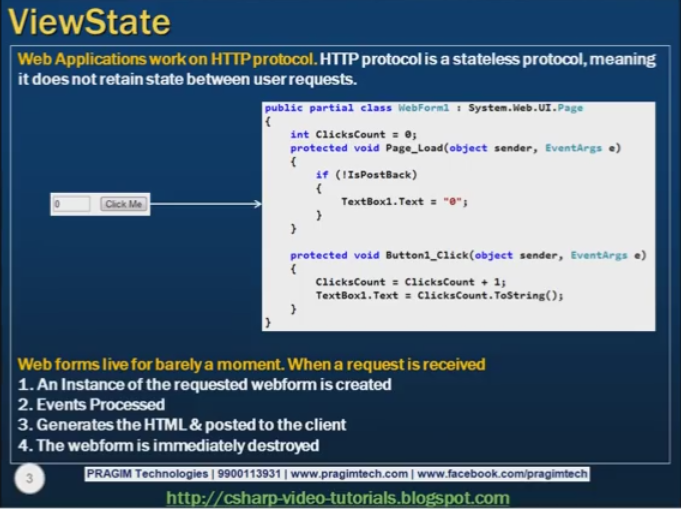 ViewState
Web Applications work on HTTP protocol. HTTP protocol is a stateless protocol, meaning
it does not retain state between user requests.
public partial class WebForm1 : System.Web.UI.Page
{
int ClicksCount = 0;
protected void Page_Load(object sender, EventArgs e)
{
if (!IsPostBack)
{
TextBox1.Text = "0";
}
}
0 Click Me
protected void Button1_Click(object sender, EventArgs e)
{
ClicksCount = ClicksCount + 1;
TextBox1.Text = ClicksCount.ToString();
}
}
Web forms live for barely a moment. When a request is received
1. An Instance of the requested webform is created
2. Events Processed
3. Generates the HTML & posted to the client
4. The webform is immediately destroyed
3
PRAGIM Technologies | 9900113931 | www.pragimtech.com | www.facebook.com/pragimtech
http://csharp-video-tutorials.blogspot.com